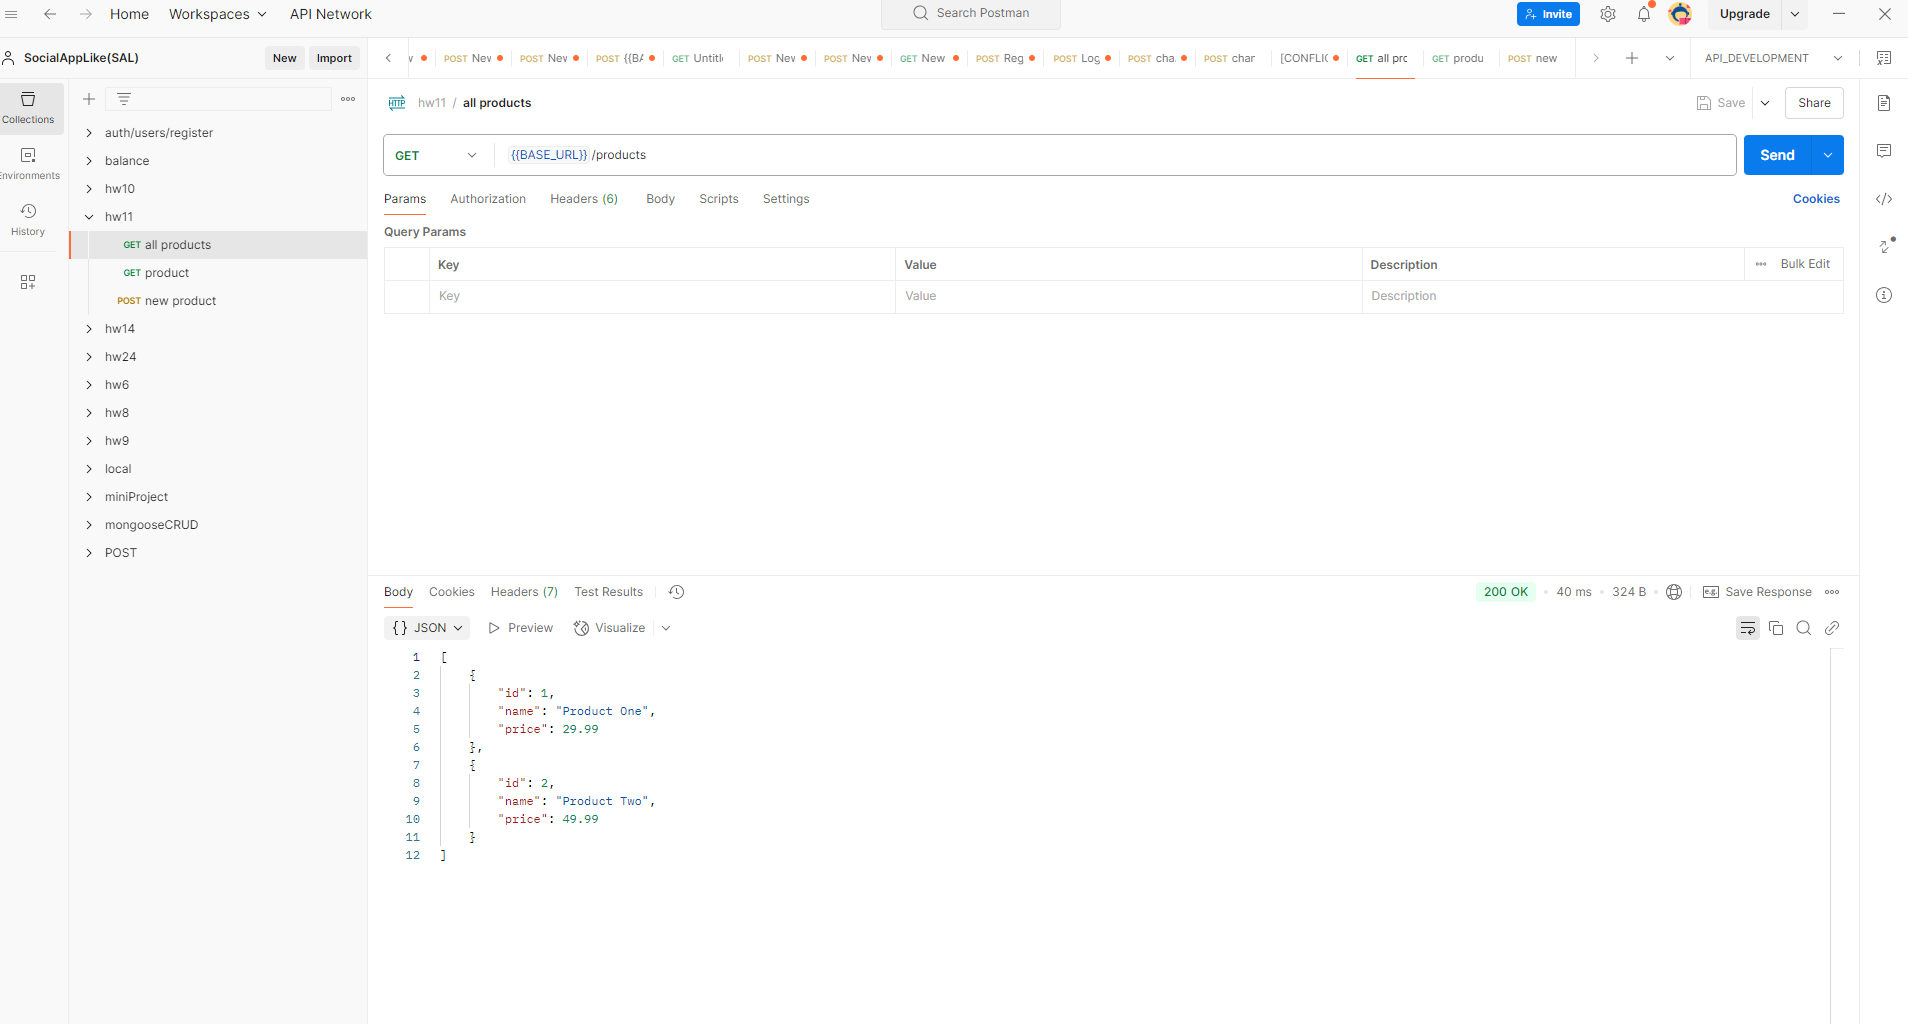 Home Workspaces API Network Search Postman Invite Upgrade
SocialAppLike(SAL) New Import
POST New POST New POST {{BA GET Untitl POST New POST New GET New POST Reg POST Log POST cha POST char [CONFLIC GET all pro GET produ POST new API_DEVELOPMENT
Collections
Environments
History
auth/users/register
balance
hw10
hw11
GET all products
GET product
POST new product
hw14
hw24
hw6
hw8
hw9
local
miniProject
mongooseCRUD
POST
HTTP hw11 / all products Save Share
GET {{BASE_URL}} /products Send
Params Authorization Headers (6) Body Scripts Settings Cookies
Query Params
Key Value Description Bulk Edit
Key Value Description
Body Cookies Headers (7) Test Results 200 OK 40 ms 324 B e.g. Save Response
{} JSON Preview Visualize
1 [
2 {
3 "id": 1,
4 "name": "Product One",
5 "price": 29.99
6 },
7 {
8 "id": 2,
9 "name": "Product Two",
10 "price": 49.99
11 }
12 ]